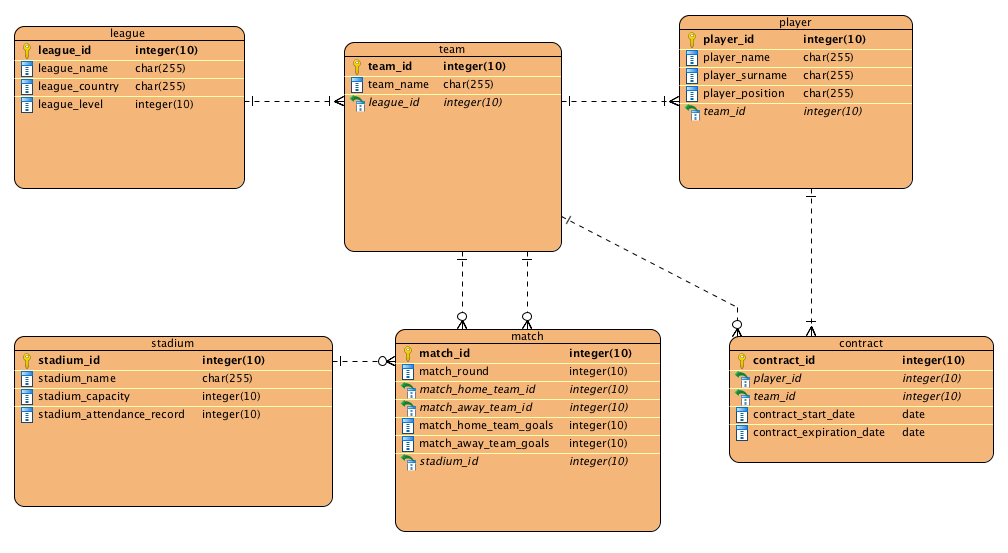 league
league_id integer(10)
league_name char(255)
league_country char(255)
league_level integer(10)
team
team_id integer(10)
team_name char(255)
league_id integer(10)
player
player_id integer(10)
player_name char(255)
player_surname char(255)
player_position char(255)
team_id integer(10)
stadium
stadium_id integer(10)
stadium_name char(255)
stadium_capacity integer(10)
stadium_attendance_record integer(10)
match
match_id integer(10)
match_round integer(10)
match_home_team_id integer(10)
match_away_team_id integer(10)
match_home_team_goals integer(10)
match_away_team_goals integer(10)
stadium_id integer(10)
contract
contract_id integer(10)
player_id integer(10)
team_id integer(10)
contract_start_date date
contract_expiration_date date